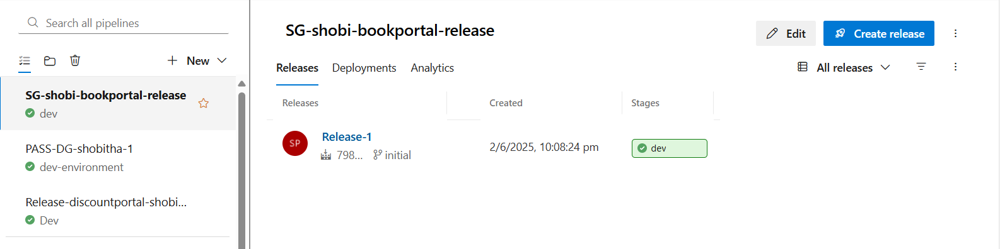 Search all pipelines
New
SG-shobi-bookportal-release
dev
PASS-DG-shobitha-1
dev-environment
Release-discountportal-shobi...
Dev
SG-shobi-bookportal-release
Edit
Create release
Releases Deployments Analytics
All releases
Releases Created Stages
SP
Release-1
798... initial
2/6/2025, 10:08:24 pm
dev